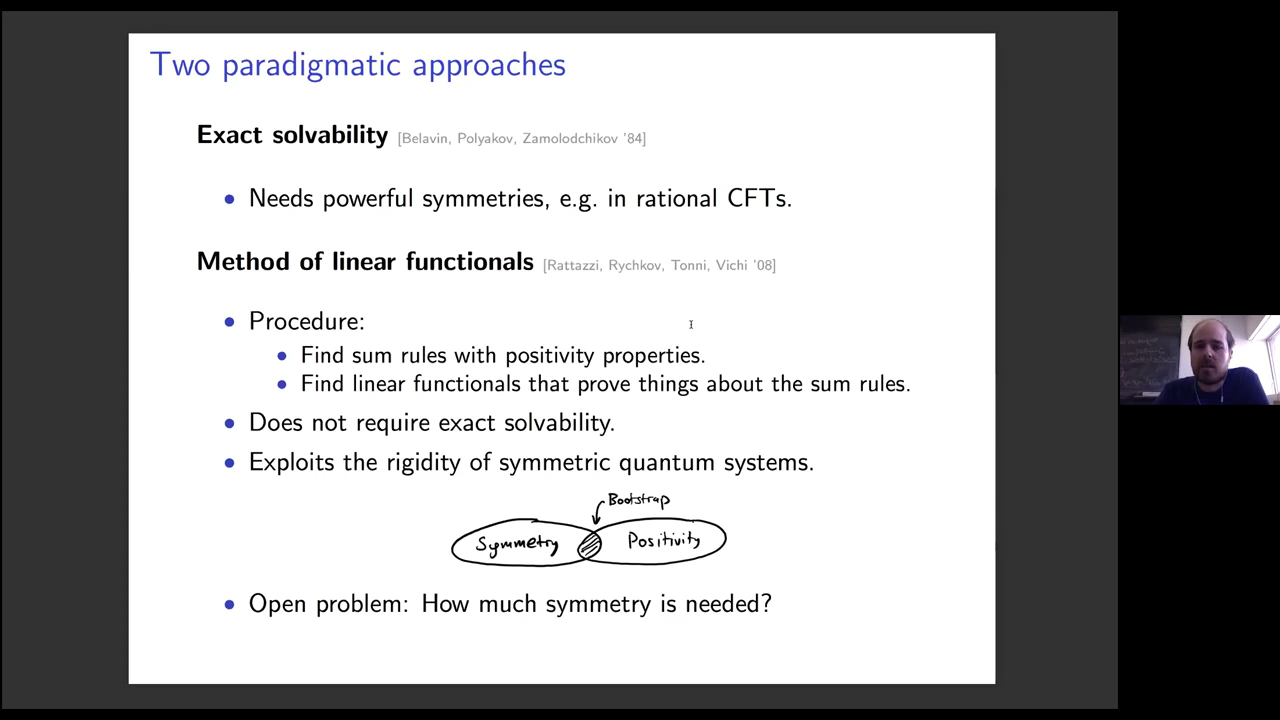 Two paradigmatic approaches
Exact solvability [Belavin, Polyakov, Zamolodchikov '84]
• Needs powerful symmetries, e.g. in rational CFTs.
Method of linear functionals [Rattazzi, Rychkov, Tonni, Vichi '08]
• Procedure:
• Find sum rules with positivity properties.
• Find linear functionals that prove things about the sum rules.
• Does not require exact solvability.
• Exploits the rigidity of symmetric quantum systems.
Bootstrap
Symmetry Positivity
• Open problem: How much symmetry is needed?